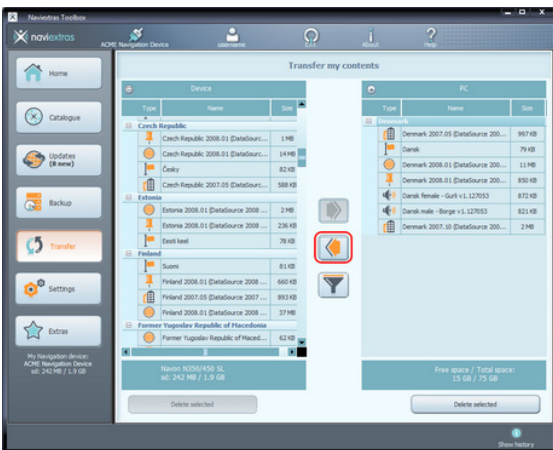 Naviextras Toolbox
naviextras
ACME Navigation Device
username
Exit
About
Help
Home
Catalogue
Updates
(8 new)
Backup
Transfer
Settings
Extras
My Navigation device:
ACME Navigation Device
sd: 242 MB / 1.9 GB
Transfer my contents
Device
Type Name Size
Czech Republic
Czech Republic 2008.01 (DataSourc... 1 MB
Czech Republic 2008.01 (DataSourc... 14 MB
Česky 82 KB
Czech Republic 2007.05 (DataSourc... 588 KB
Estonia
Estonia 2008.01 (DataSource 2008 ... 2 MB
Estonia 2008.01 (DataSource 2008 ... 236 KB
Eesti keel 78 KB
Finland
Suomi 81 KB
Finland 2008.01 (DataSource 2008 ... 660 KB
Finland 2007.05 (DataSource 2007 ... 893 KB
Finland 2008.01 (DataSource 2008 ... 37 MB
Former Yugoslav Republic of Macedonia
Former Yugoslav Republic of Maced... 62 KB
Navon N350/450 SL
sd: 242 MB / 1.9 GB
Delete selected
PC
Type Name Size
Denmark
Denmark 2007.05 (DataSource 200... 997 KB
Dansk 79 KB
Denmark 2008.01 (DataSource 200... 11 MB
Denmark 2008.01 (DataSource 200... 850 KB
Dansk female - Gurli v1.127053 872 KB
Dansk male - Borge v1.127053 821 KB
Denmark 2007.10 (DataSource 200... 2 MB
Free space / Total space:
15 GB / 75 GB
Delete selected
Show history